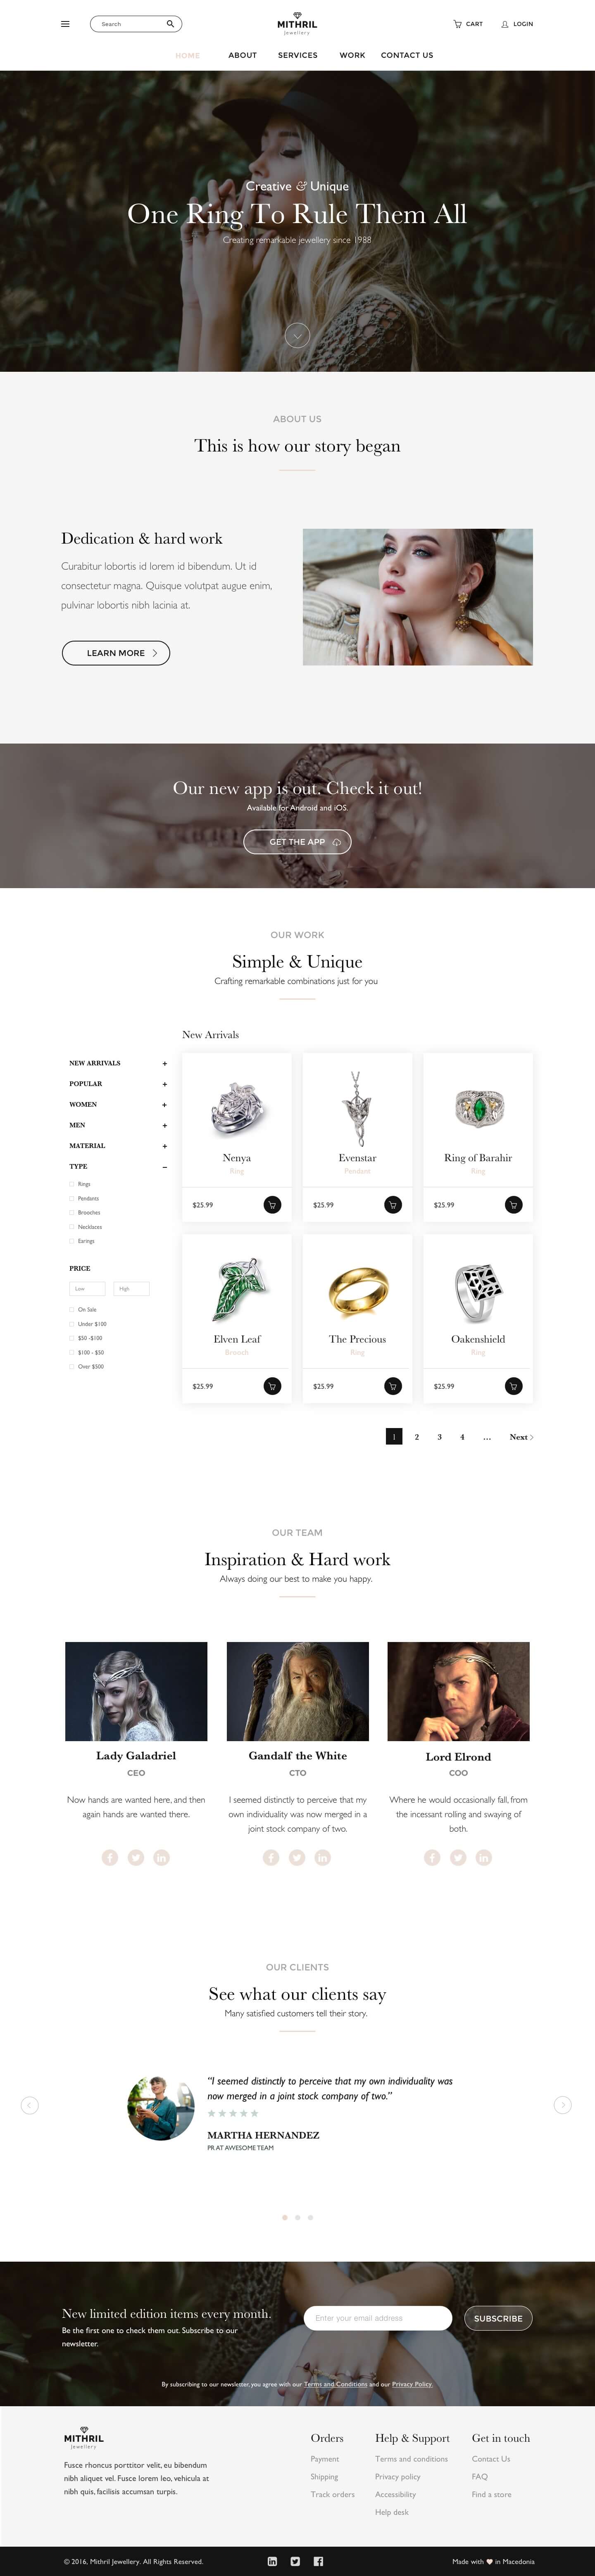 Search
MITHRIL
Jewellery
CART
LOGIN
HOME
ABOUT
SERVICES
WORK
CONTACT US
Creative & Unique
One Ring To Rule Them All
Creating remarkable jewellery since 1988
ABOUT US
This is how our story began
Dedication & hard work
Curabitur lobortis id lorem id bibendum. Ut id
consectetur magna. Quisque volutpat augue enim,
pulvinar lobortis nibh lacinia at.
LEARN MORE
Our new app is out. Check it out!
Available for Android and iOS.
GET THE APP
OUR WORK
Simple & Unique
Crafting remarkable combinations just for you
NEW ARRIVALS
POPULAR
WOMEN
MEN
MATERIAL
TYPE
Rings
Pendants
Brooches
Necklaces
Earings
PRICE
Low
High
On Sale
Under $100
$50 -$100
$100 - $50
Over $500
New Arrivals
Nenya
Ring
$25.99
Evenstar
Pendant
$25.99
Ring of Barahir
Ring
$25.99
Elven Leaf
Brooch
$25.99
The Precious
Ring
$25.99
Oakenshield
Ring
$25.99
1 2 3 4 ... Next
OUR TEAM
Inspiration & Hard work
Always doing our best to make you happy.
Lady Galadriel
CEO
Now hands are wanted here, and then
again hands are wanted there.
Gandalf the White
CTO
I seemed distinctly to perceive that my
own individuality was now merged in a
joint stock company of two.
Lord Elrond
COO
Where he would occasionally fall, from
the incessant rolling and swaying of
both.
OUR CLIENTS
See what our clients say
Many satisfied customers tell their story.
“I seemed distinctly to perceive that my own individuality was
now merged in a joint stock company of two.”
MARTHA HERNANDEZ
PR AT AWESOME TEAM
New limited edition items every month.
Be the first one to check them out. Subscribe to our
newsletter.
Enter your email address
SUBSCRIBE
By subscribing to our newsletter, you agree with our Terms and Conditions and our Privacy Policy.
MITHRIL
Jewellery
Fusce rhoncus porttitor velit, eu bibendum
nibh aliquet vel. Fusce lorem leo, vehicula at
nibh quis, facilisis accumsan turpis.
Orders
Payment
Shipping
Track orders
Help & Support
Terms and conditions
Privacy policy
Accessibility
Help desk
Get in touch
Contact Us
FAQ
Find a store
© 2016, Mithril Jewellery. All Rights Reserved.
Made with ♥ in Macedonia